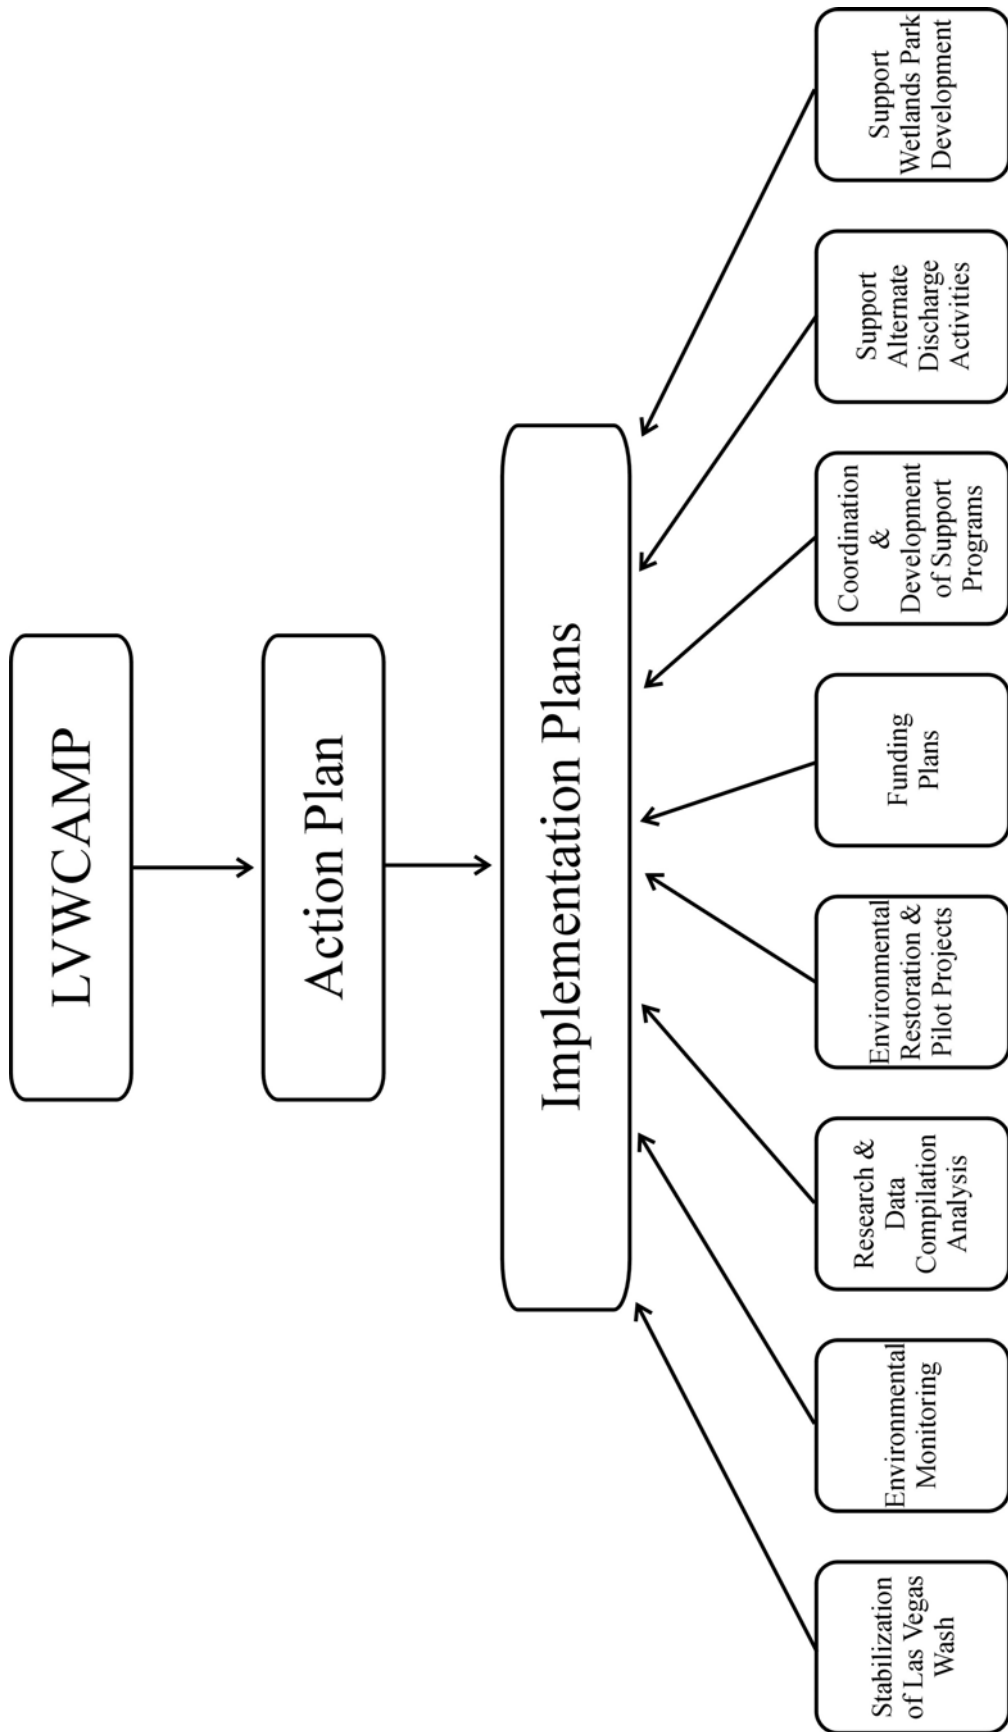 LVWCAMP
Action Plan
Implementation Plans
Stabilization
of Las Vegas
Wash
Environmental
Monitoring
Research &
Data
Compilation
Analysis
Environmental
Restoration &
Pilot Projects
Funding
Plans
Coordination
&
Development
of Support
Programs
Support
Alternate
Discharge
Activities
Support
Wetlands Park
Development